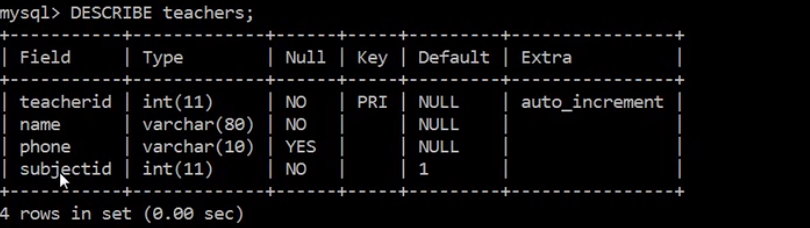 mysql> DESCRIBE teachers;
+-----------+-------------+------+-----+---------+----------------+
| Field     | Type        | Null | Key | Default | Extra          |
+-----------+-------------+------+-----+---------+----------------+
| teacherid | int(11)     | NO   | PRI | NULL    | auto_increment |
| name      | varchar(80) | NO   |     | NULL    |                |
| phone     | varchar(10) | YES  |     | NULL    |                |
| subjectid | int(11)     | NO   |     | 1       |                |
+-----------+-------------+------+-----+---------+----------------+
4 rows in set (0.00 sec)